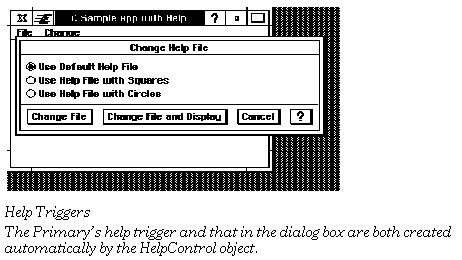 C Sample App with Help ?
File Change
Change Help File
Use Default Help File
Use Help File with Squares
Use Help File with Circles
Change File Change File and Display Cancel ?
Help Triggers
The Primary's help trigger and that in the dialog box are both created
automatically by the HelpControl object.